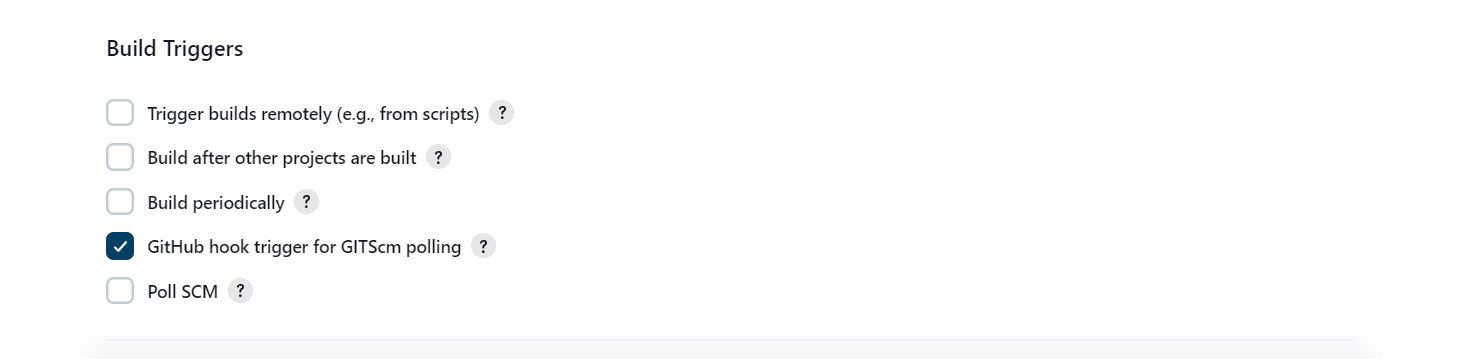 Build Triggers
Trigger builds remotely (e.g., from scripts) ?
Build after other projects are built ?
Build periodically ?
GitHub hook trigger for GITScm polling ?
Poll SCM ?